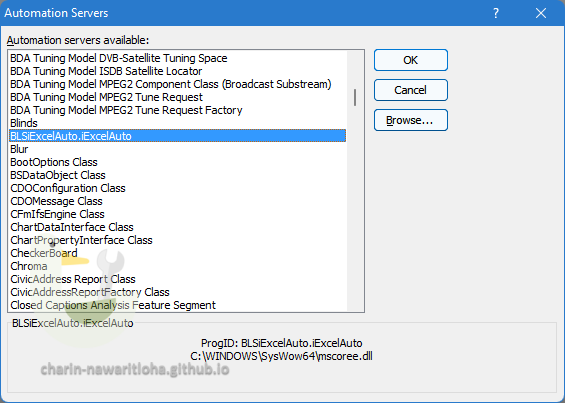 Automation Servers
?
Automation servers available:
BDA Tuning Model DVB-Satellite Tuning Space
BDA Tuning Model ISDB Satellite Locator
BDA Tuning Model MPEG2 Component Class (Broadcast Substream)
BDA Tuning Model MPEG2 Tune Request
BDA Tuning Model MPEG2 Tune Request Factory
Blinds
BLSiExcelAuto.iExcelAuto
Blur
BootOptions Class
BSDataObject Class
CDOConfiguration Class
CDOMessage Class
CFmIfsEngine Class
ChartDataInterface Class
ChartPropertyInterface Class
CheckerBoard
Chroma
CivicAddress Report Class
CivicAddressReportFactory Class
Closed Captions Analysis Feature Segment
OK
Cancel
Browse...
BLSiExcelAuto.iExcelAuto
ProgID: BLSiExcelAuto.iExcelAuto
C:\WINDOWS\SysWow64\mscoree.dll
charin-nawaritloha.github.io